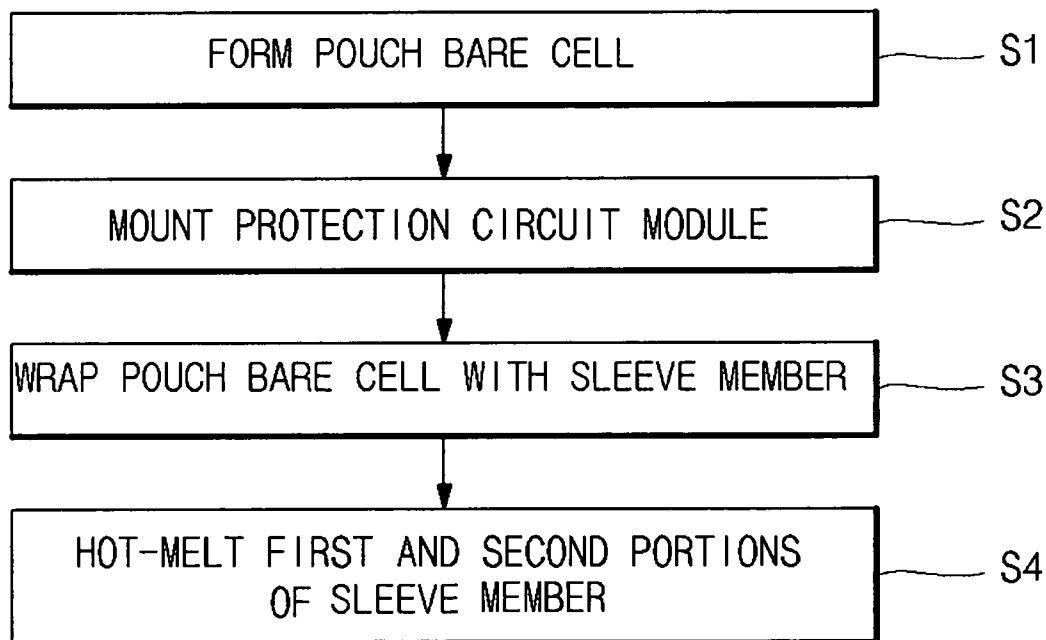 FORM POUCH BARE CELL
S1
MOUNT PROTECTION CIRCUIT MODULE
S2
WRAP POUCH BARE CELL WITH SLEEVE MEMBER
S3
HOT-MELT FIRST AND SECOND PORTIONS
OF SLEEVE MEMBER
S4